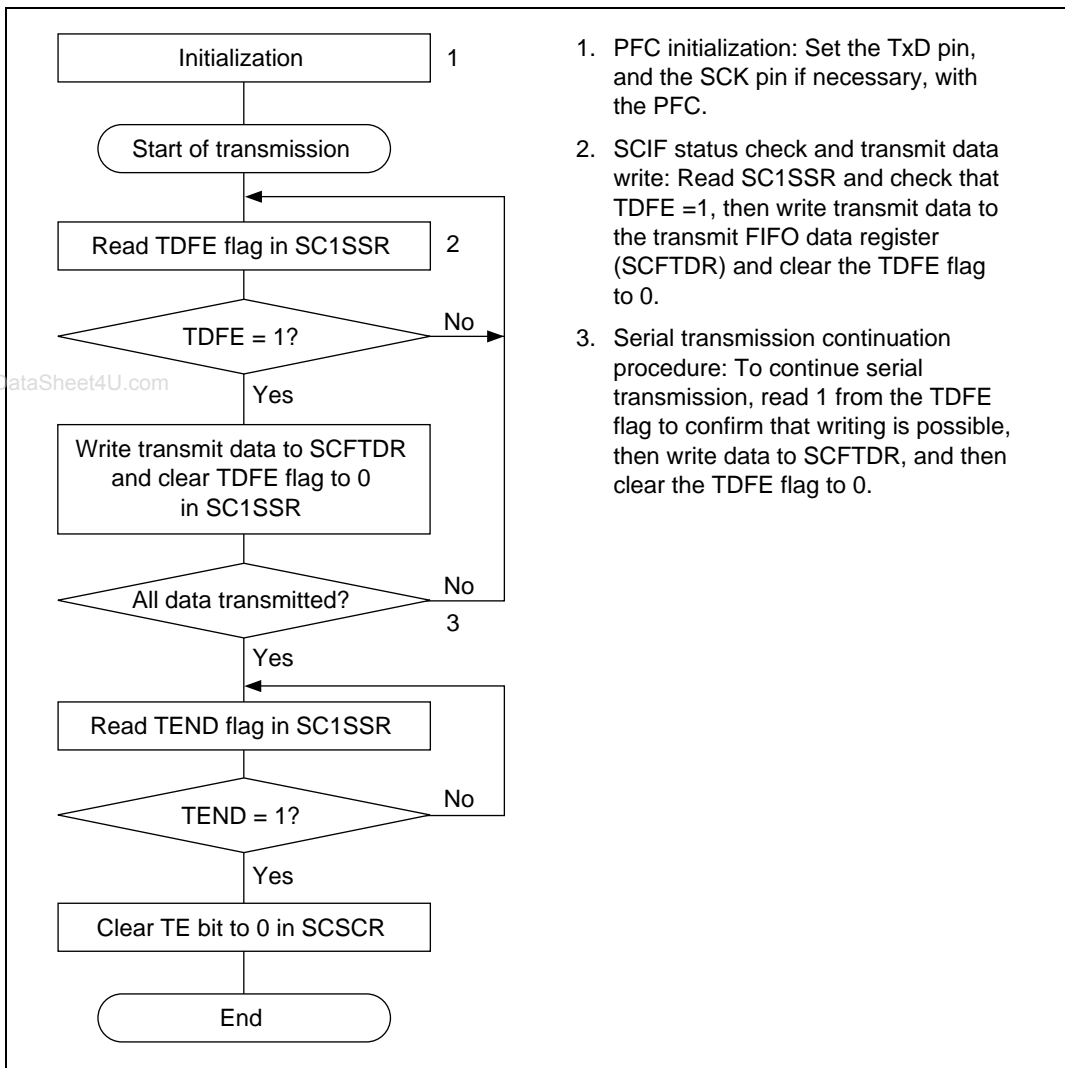 Initialization
1
Start of transmission
Read TDFE flag in SC1SSR
2
TDFE = 1?
No
Yes
Write transmit data to SCFTDR
and clear TDFE flag to 0
in SC1SSR
All data transmitted?
No
3
Yes
Read TEND flag in SC1SSR
TEND = 1?
No
Yes
Clear TE bit to 0 in SCSCR
End
1. PFC initialization: Set the TxD pin,
and the SCK pin if necessary, with
the PFC.
2. SCIF status check and transmit data
write: Read SC1SSR and check that
TDFE =1, then write transmit data to
the transmit FIFO data register
(SCFTDR) and clear the TDFE flag
to 0.
3. Serial transmission continuation
procedure: To continue serial
transmission, read 1 from the TDFE
flag to confirm that writing is possible,
then write data to SCFTDR, and then
clear the TDFE flag to 0.
DataSheet4U.com